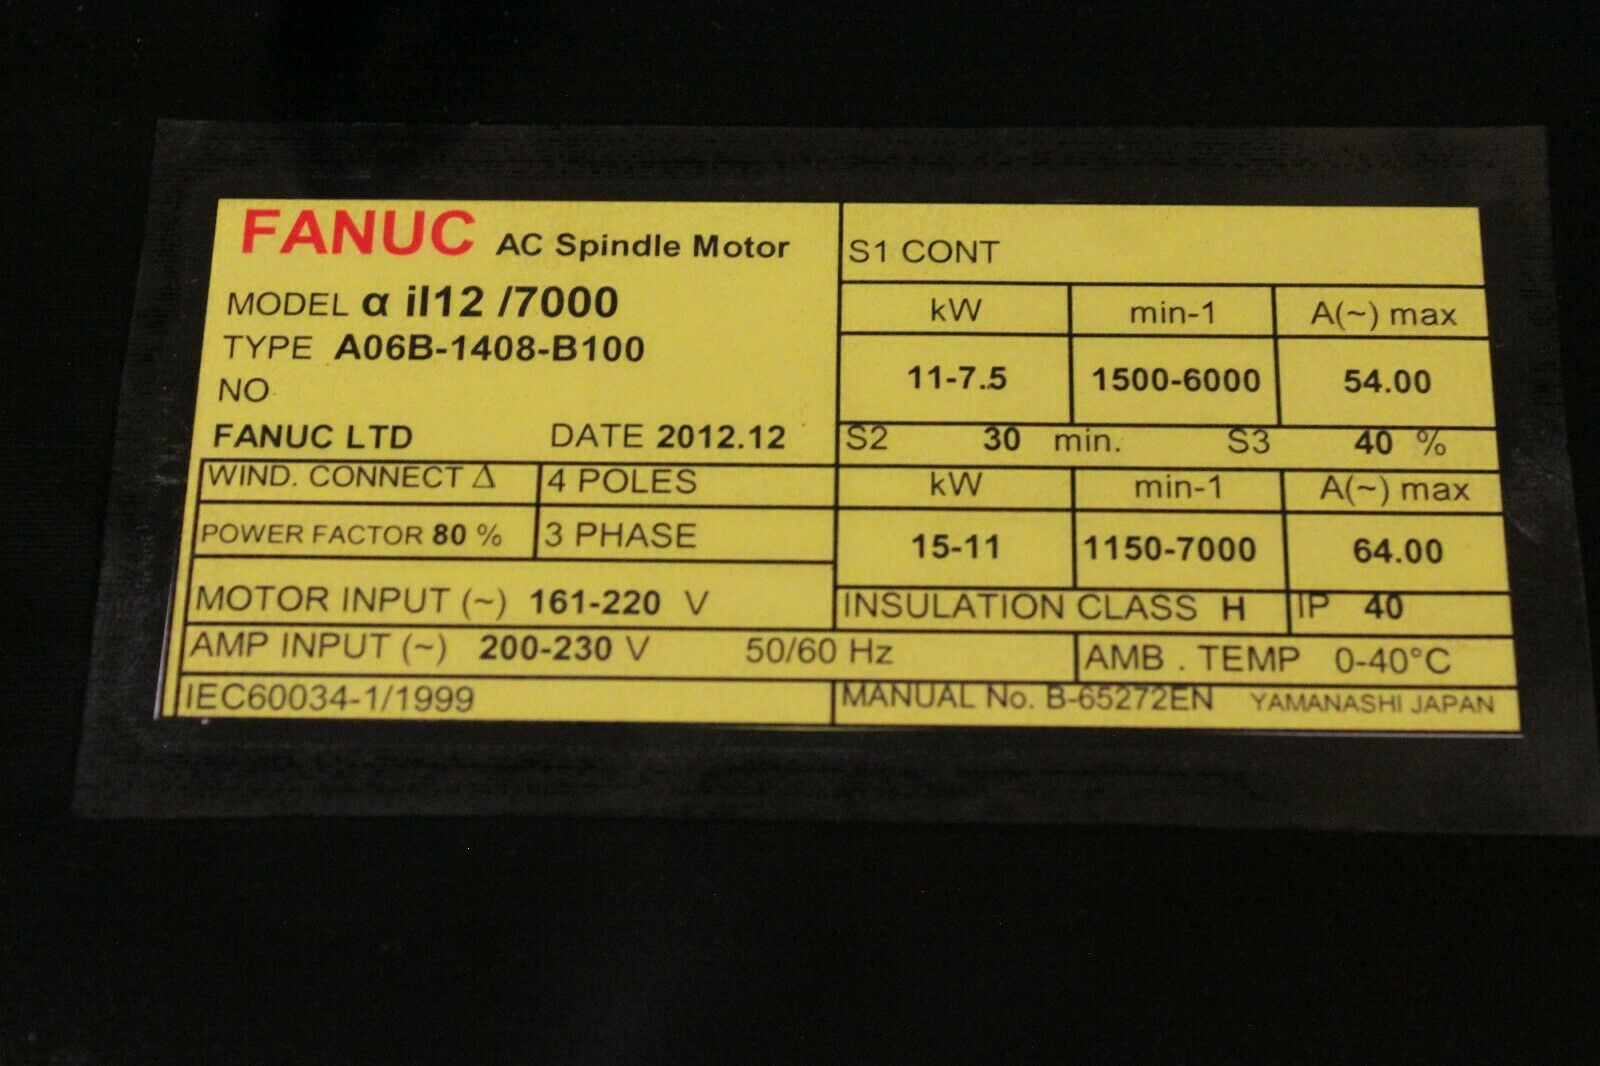 FANUC AC Spindle Motor
MODEL α iI12 /7000
TYPE A06B-1408-B100
NO
FANUC LTD DATE 2012.12
WIND. CONNECT Δ 4 POLES
POWER FACTOR 80 % 3 PHASE
MOTOR INPUT (~) 161-220 V
AMP INPUT (~) 200-230 V 50/60 Hz
IEC60034-1/1999
S1 CONT
kW min-1 A(~) max
11-7.5 1500-6000 54.00
S2 30 min. S3 40 %
kW min-1 A(~) max
15-11 1150-7000 64.00
INSULATION CLASS H IP 40
AMB . TEMP 0-40°C
MANUAL No. B-65272EN YAMANASHI JAPAN